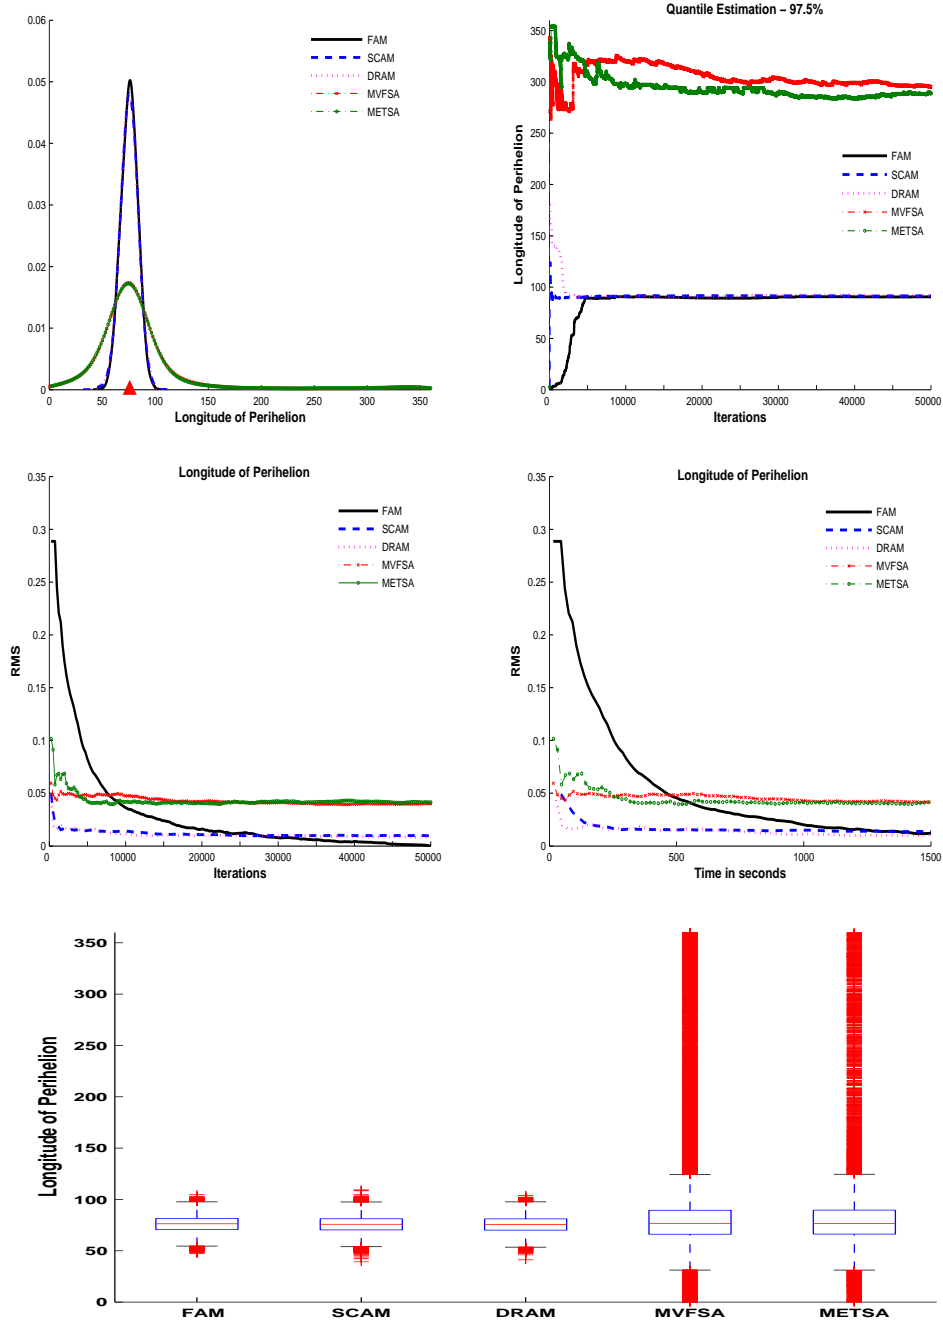 0.06
0.05
0.04
0.03
0.02
0.01
0
0 50 100 150 200 250 300 350
Longitude of Perihelion
FAM
SCAM
DRAM
MVFSA
METSA
Quantile Estimation – 97.5%
350
300
250
200
150
100
50
0
Longitude of Perihelion
0 10000 20000 30000 40000 50000
Iterations
FAM
SCAM
DRAM
MVFSA
METSA
Longitude of Perihelion
0.35
0.3
0.25
0.2
0.15
0.1
0.05
0
RMS
0 10000 20000 30000 40000 50000
Iterations
FAM
SCAM
DRAM
MVFSA
METSA
Longitude of Perihelion
0.35
0.3
0.25
0.2
0.15
0.1
0.05
0
RMS
0 500 1000 1500
Time in seconds
FAM
SCAM
DRAM
MVFSA
METSA
350
300
250
200
150
100
50
0
Longitude of Perihelion
FAM SCAM DRAM MVFSA METSA